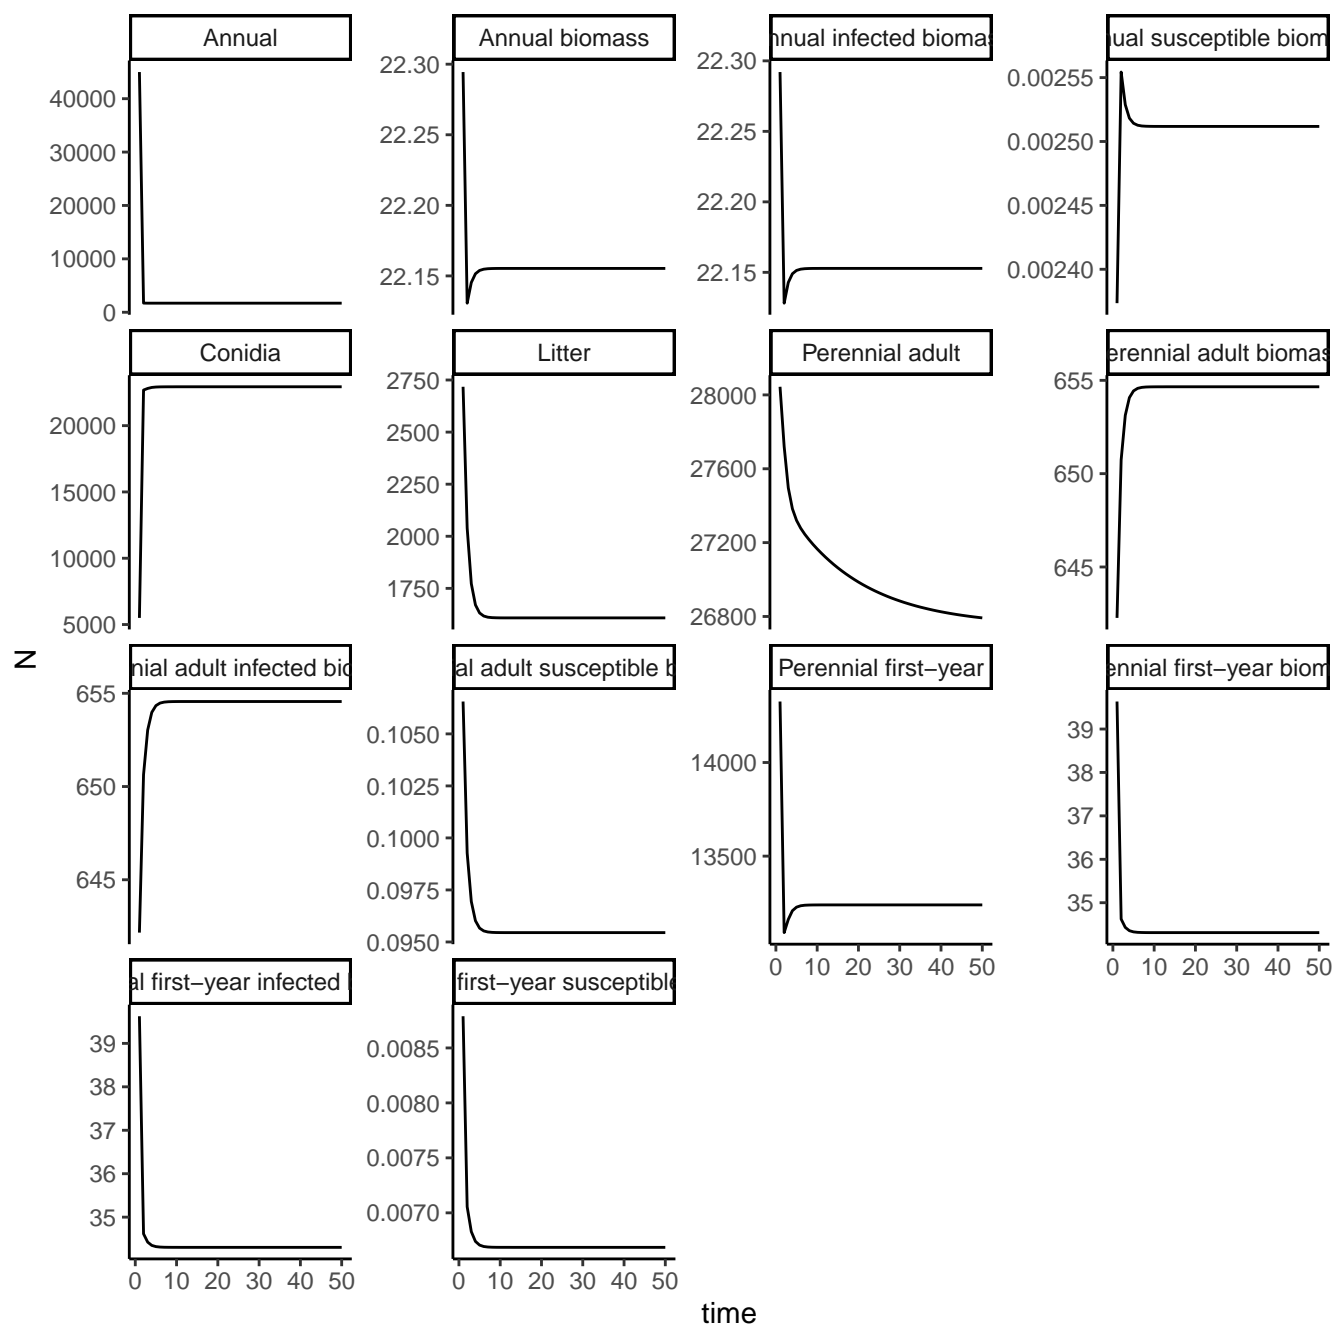 Annual
Annual biomass
nnual infected biomas
ual susceptible biom
40000
30000
20000
10000
0
22.30
22.25
22.20
22.15
22.30
22.25
22.20
22.15
0.00255
0.00250
0.00245
0.00240
Conidia
Litter
Perennial adult
erennial adult biomas
20000
15000
10000
5000
2750
2500
2250
2000
1750
28000
27600
27200
26800
655
650
645
N
nial adult infected bio
al adult susceptible b
Perennial first−year
ennial first−year biom
655
650
645
0.1050
0.1025
0.1000
0.0975
0.0950
14000
13500
39
38
37
36
35
0 10 20 30 40 50
0 10 20 30 40 50
al first−year infected
first−year susceptible
39
38
37
36
35
0.0085
0.0080
0.0075
0.0070
0 10 20 30 40 50
0 10 20 30 40 50
time